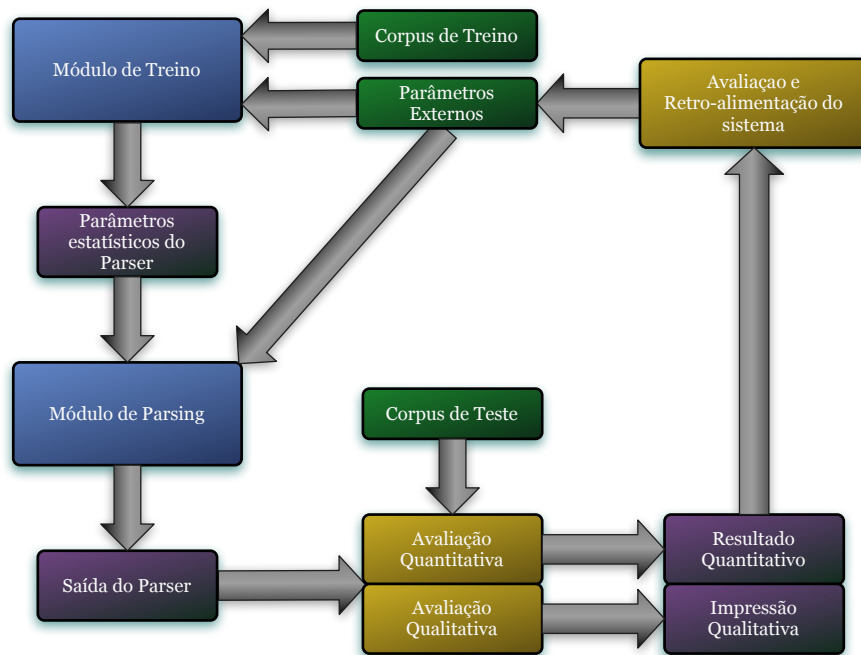 Corpus de Treino
Módulo de Treino
Avaliaçao e
Retro-alimentação do
sistema
Parâmetros
Externos
Parâmetros
estatísticos do
Parser
Módulo de Parsing
Corpus de Teste
Avaliação
Quantitativa
Resultado
Quantitativo
Saída do Parser
Avaliação
Qualitativa
Impressão
Qualitativa